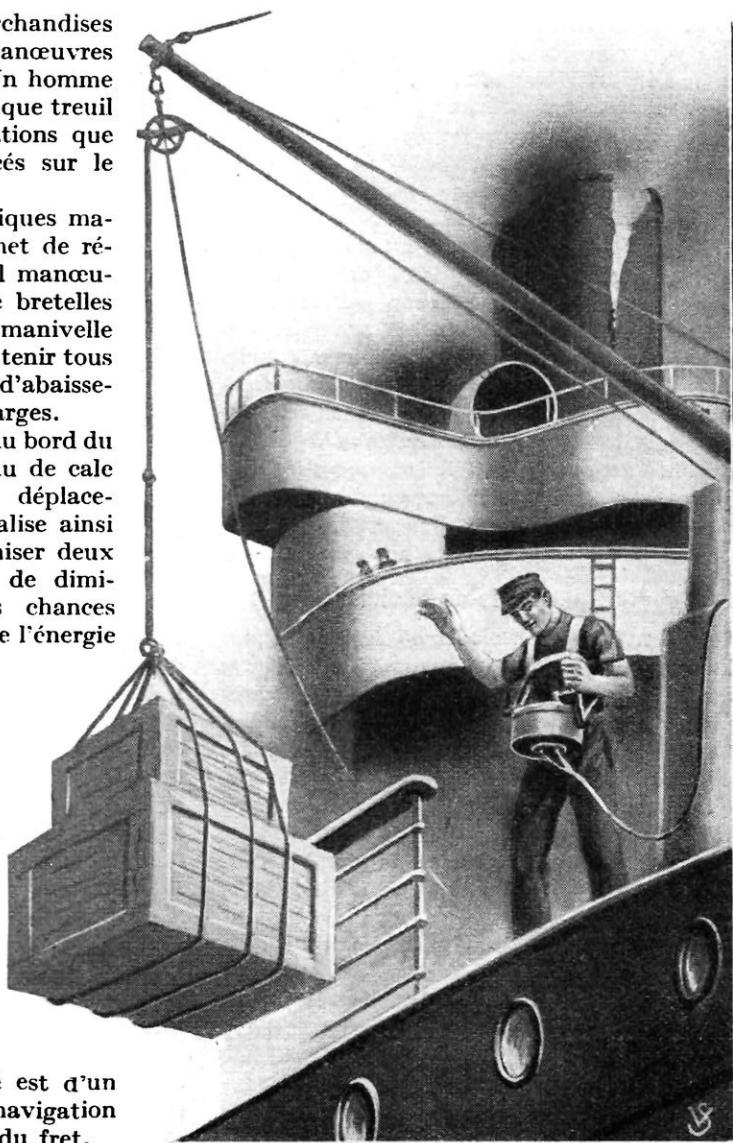 rchandises
anœuvres
n homme
que treuil
tions que
cés sur le
iques ma-
net de ré-
l manœu-
e bretelles
manivelle
tenir tous
d'abaisse-
arges.
u bord du
u de cale
déplace-
alise ainsi
niser deux
de dimi-
s chances
e l'énergie
e est d'un
navigation
du fret.